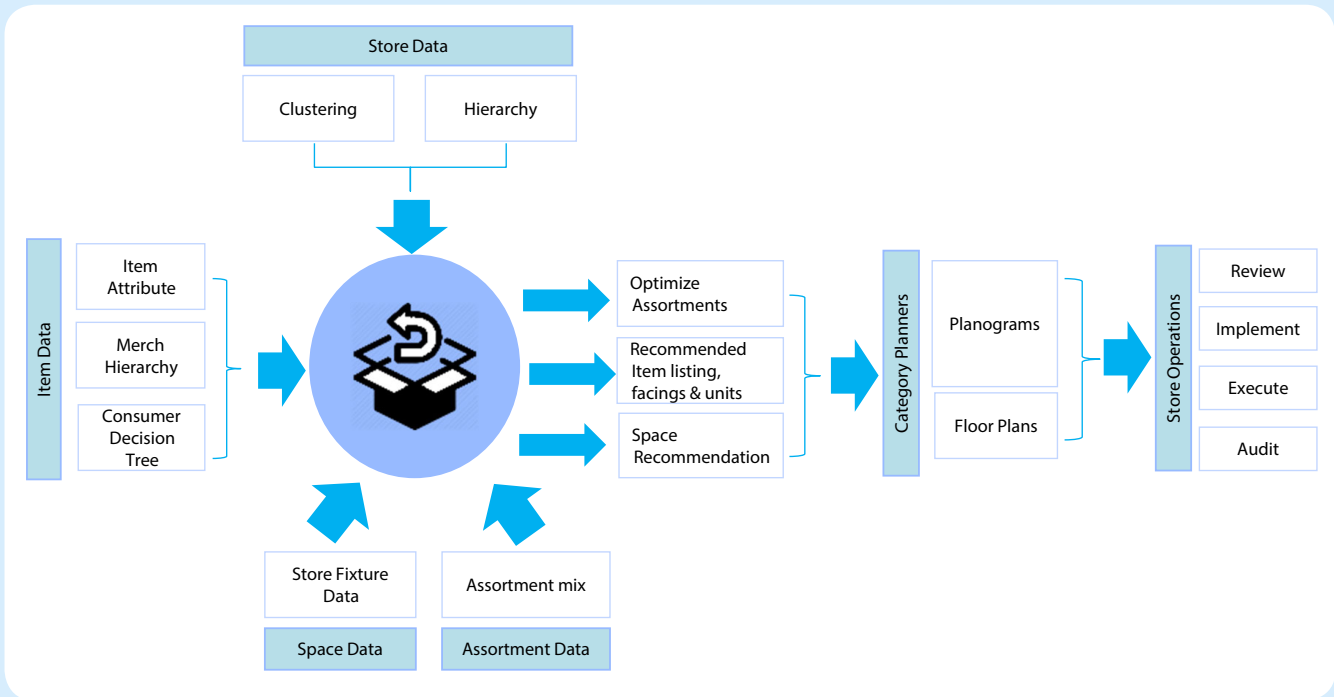 Store Data
Clustering
Hierarchy
Item Data
Item
Attribute
Merch
Hierarchy
Consumer
Decision
Tree
Optimize
Assortments
Recommended
Item listing,
facings & units
Space
Recommendation
Category Planners
Planograms
Floor Plans
Store Operations
Review
Implement
Execute
Audit
Store Fixture
Data
Space Data
Assortment mix
Assortment Data